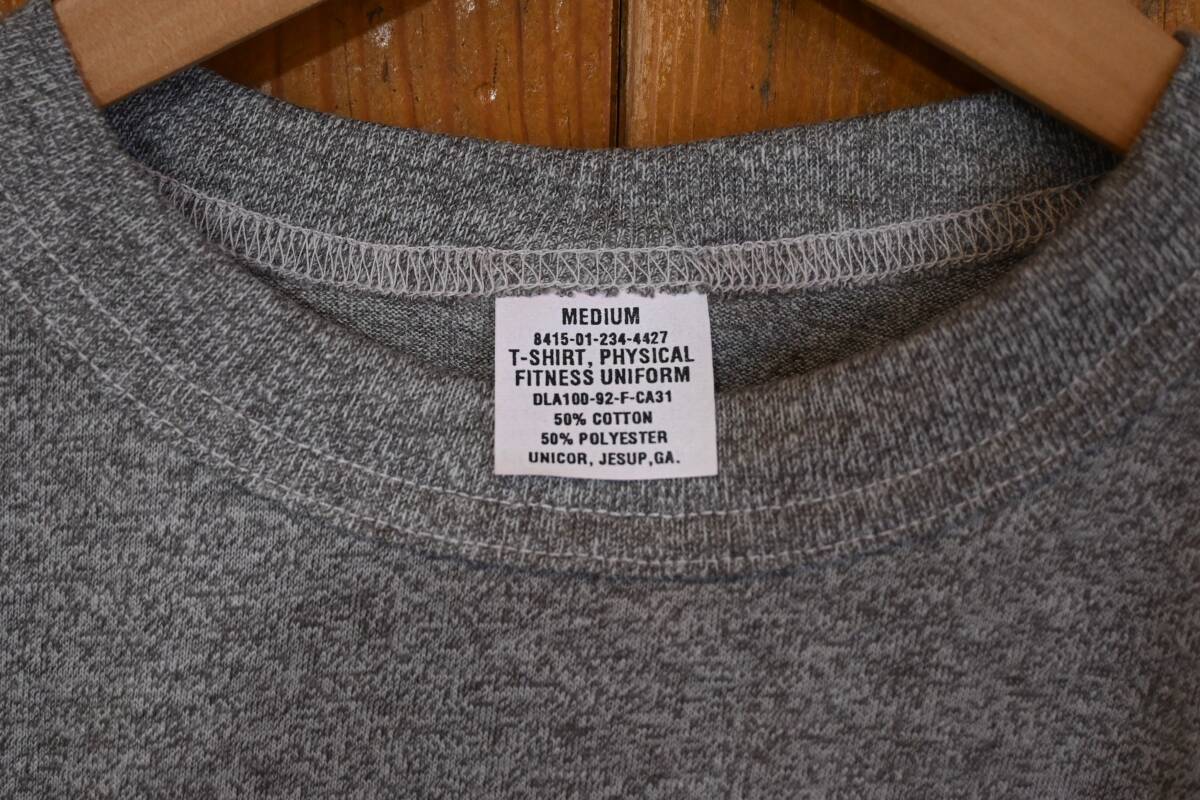 MEDIUM
8415-01-234-4427
T-SHIRT, PHYSICAL
FITNESS UNIFORM
DLA100-92-F-CA31
50% COTTON
50% POLYESTER
UNICOR, JESUP,GA.